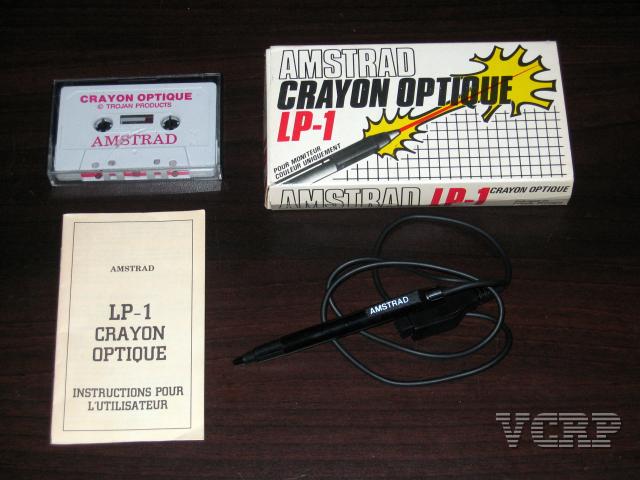 CRAYON OPTIQUE
© TROJAN PRODUCTS
AMSTRAD
AMSTRAD
CRAYON OPTIQUE
LP-1
POUR MONITEUR
COULEUR UNIQUEMENT
AMSTRAD LP-1 CRAYON OPTIQUE
AMSTRAD
LP-1
CRAYON
OPTIQUE
INSTRUCTIONS POUR
L'UTILISATEUR
AMSTRAD
VCRP